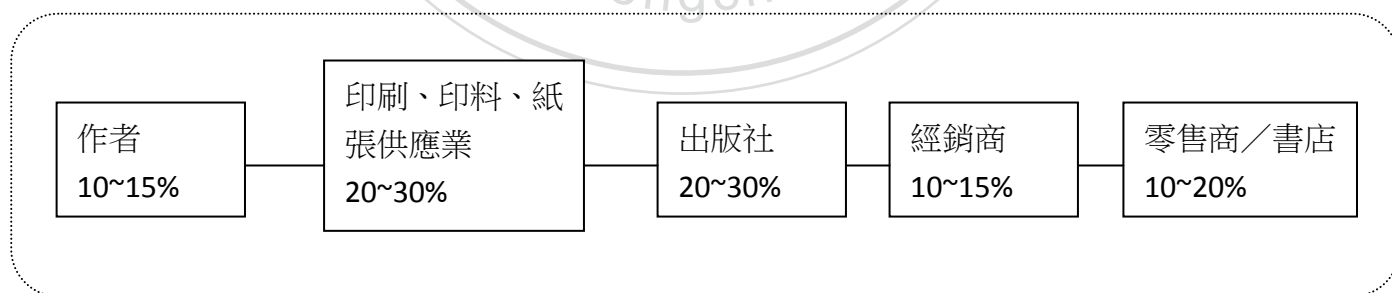 作者
10~15%
印刷、印料、紙
張供應業
20~30%
出版社
20~30%
經銷商
10~15%
零售商／書店
10~20%